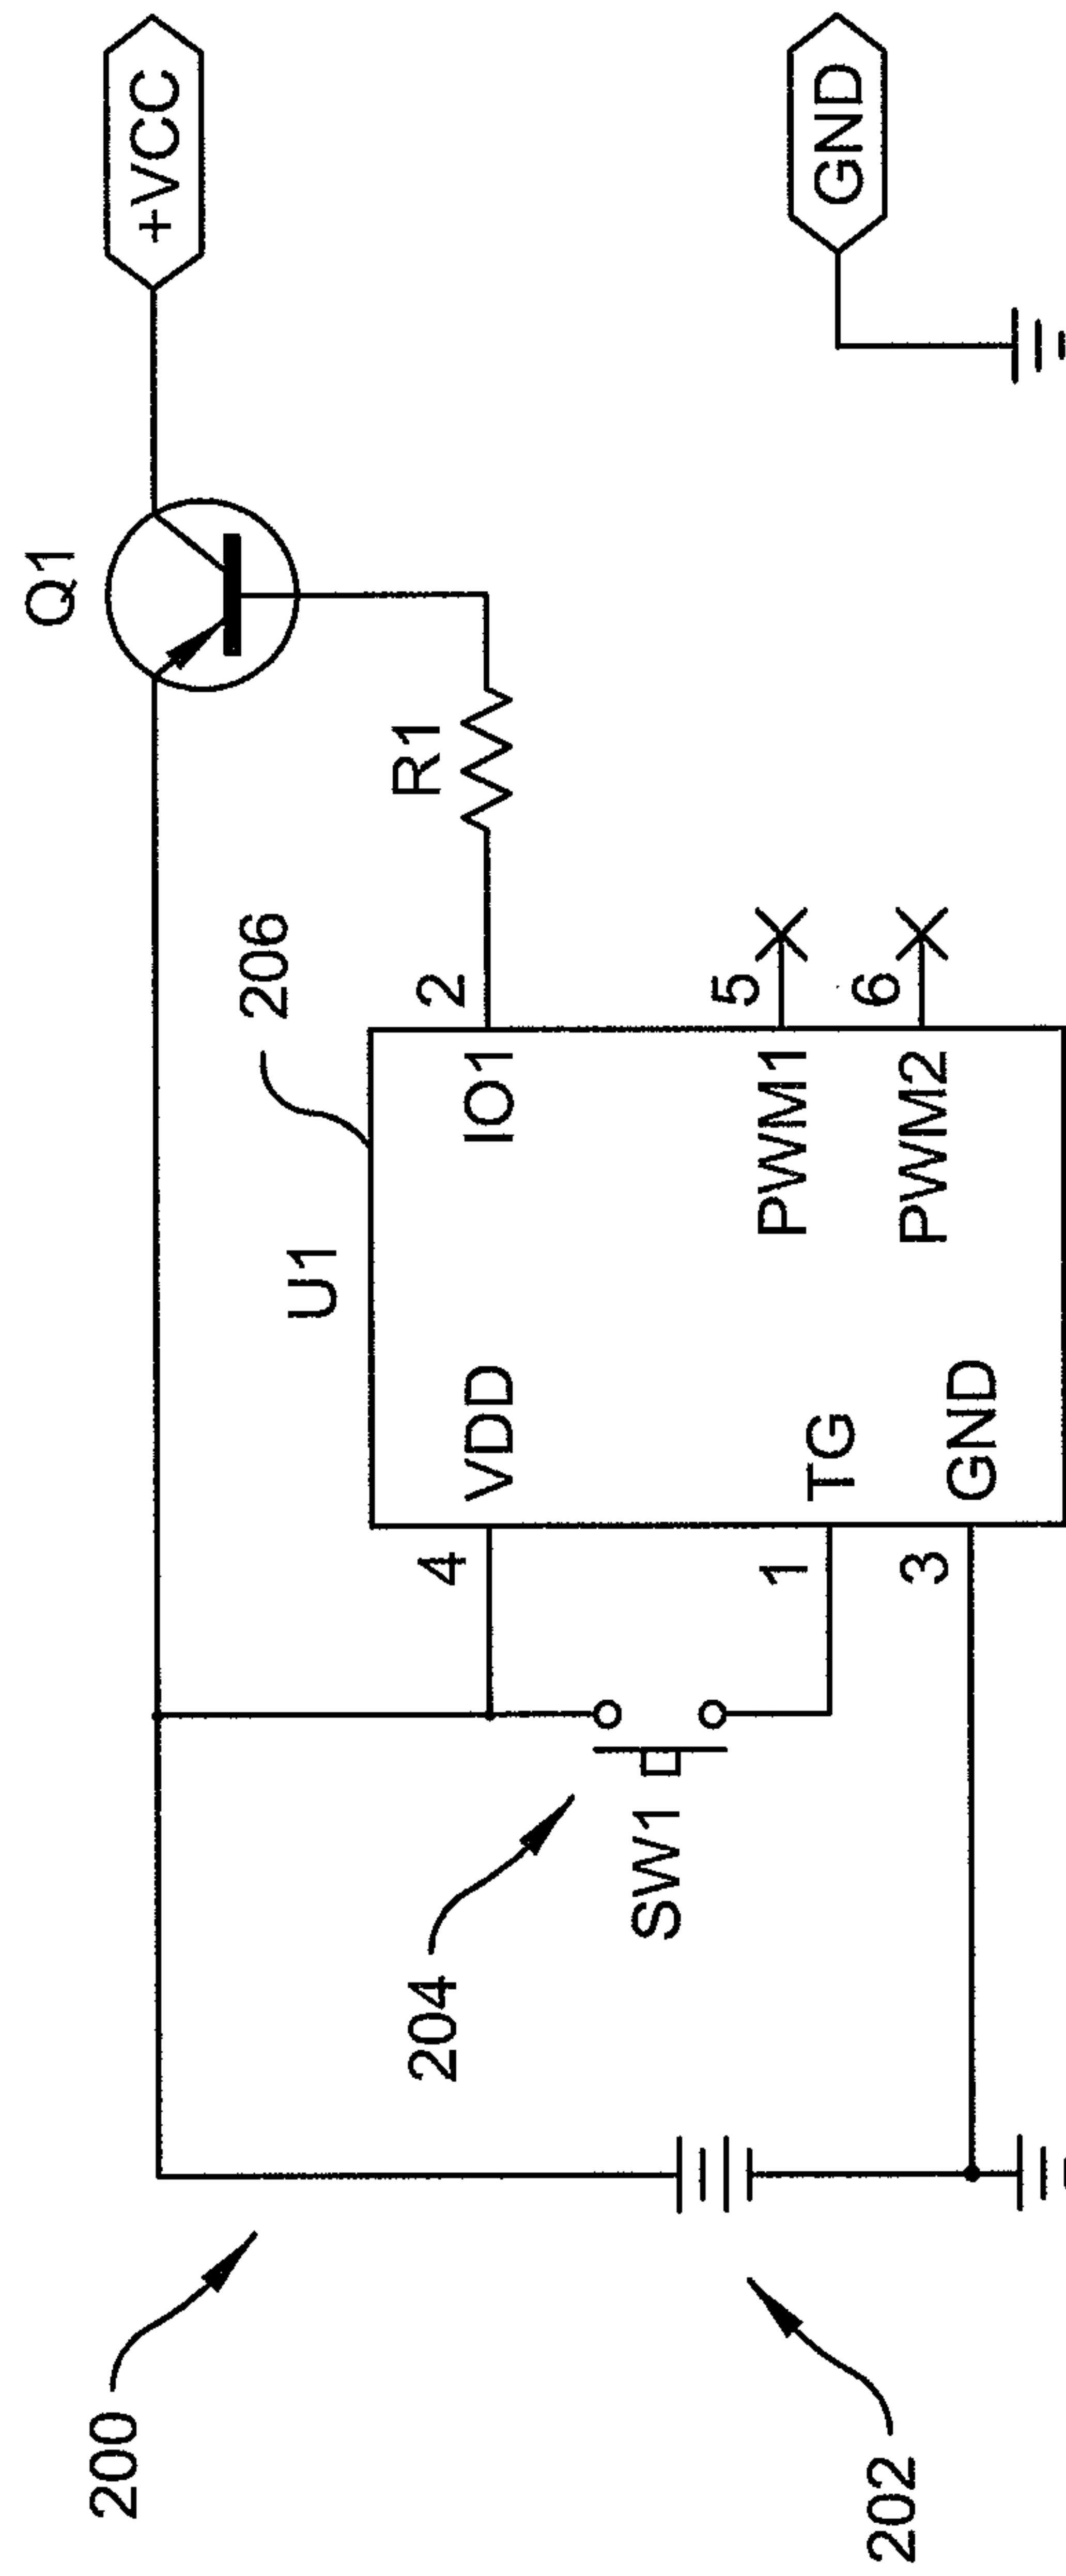 200
Q1
+VCC
206
U1
R1
204
4
VDD
IO1
2
SW1
PWM1
5
1
TG
GND
202
3
GND
PWM2
6